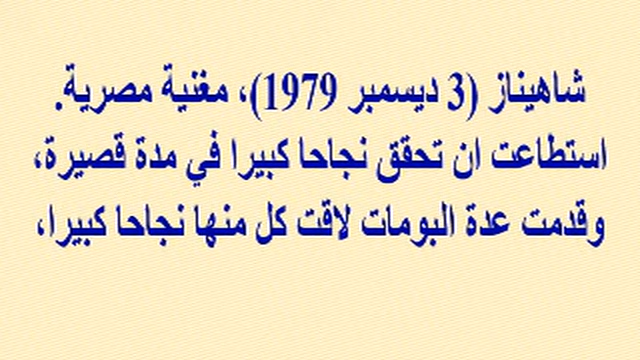 شاهيناز (3 ديسمبر 1979)، مغنية مصرية.
استطاعت ان تحقق نجاحا كبيرا في مدة قصيرة،
وقدمت عدة البومات لاقت كل منها نجاحا كبيرا،